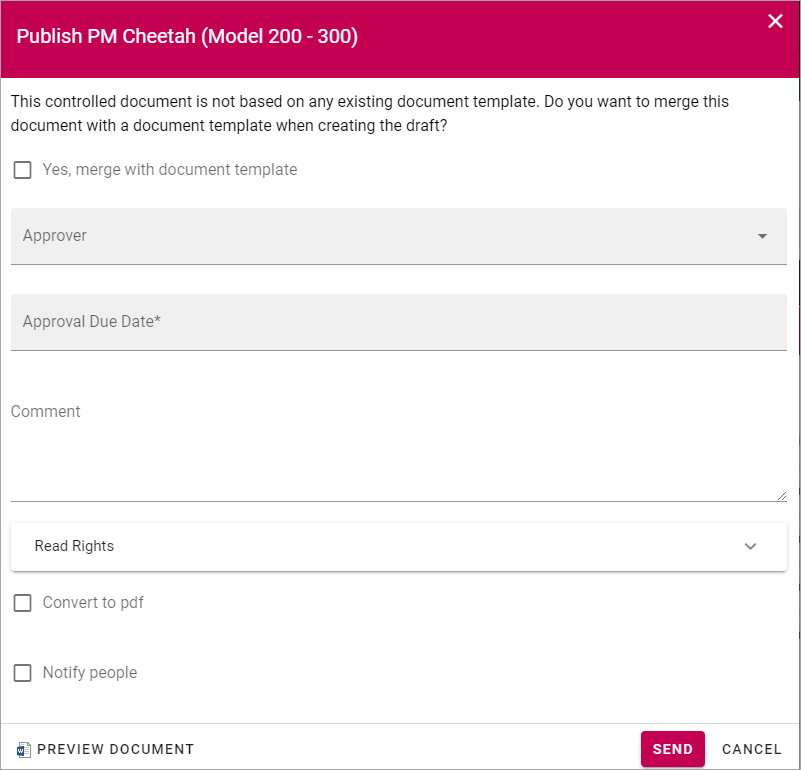 Publish PM Cheetah (Model 200 - 300)
This controlled document is not based on any existing document template. Do you want to merge this
document with a document template when creating the draft?
Yes, merge with document template
Approver
Approval Due Date*
Comment
Read Rights
Convert to pdf
Notify people
PREVIEW DOCUMENT
SEND
CANCEL